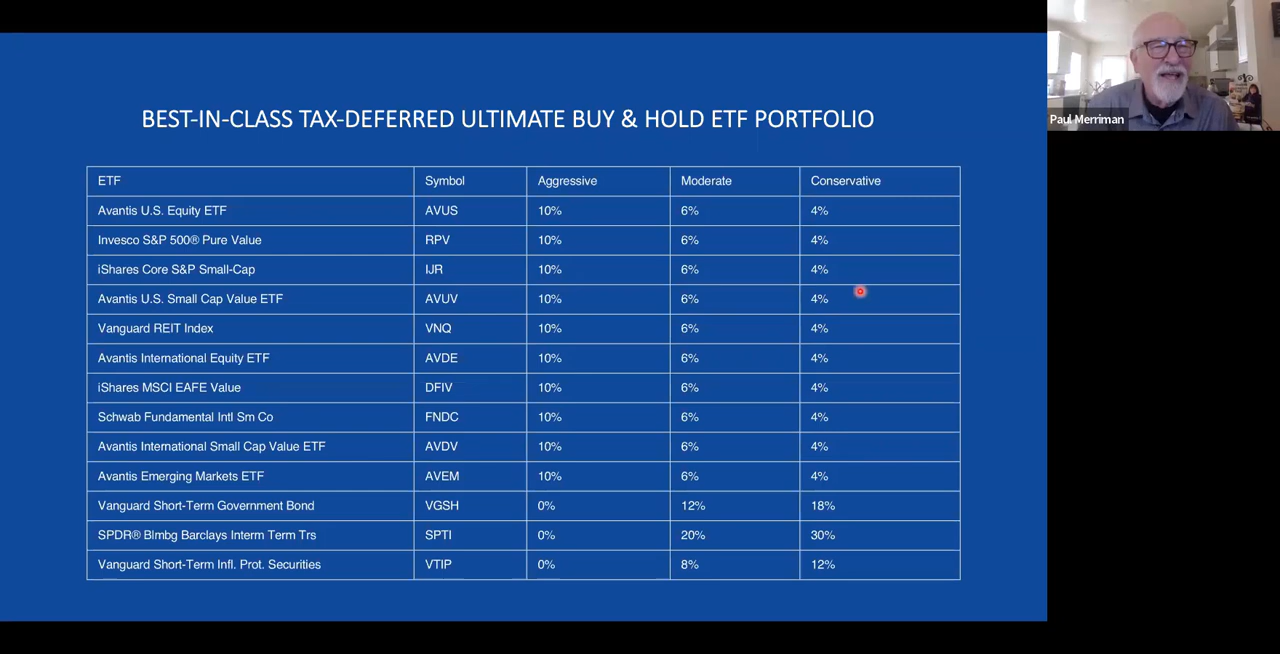 BEST-IN-CLASS TAX-DEFERRED ULTIMATE BUY & HOLD ETF PORTFOLIO
Paul Merriman
ETF Symbol Aggressive Moderate Conservative
Avantis U.S. Equity ETF AVUS 10% 6% 4%
Invesco S&P 500® Pure Value RPV 10% 6% 4%
iShares Core S&P Small-Cap IJR 10% 6% 4%
Avantis U.S. Small Cap Value ETF AVUV 10% 6% 4%
Vanguard REIT Index VNQ 10% 6% 4%
Avantis International Equity ETF AVDE 10% 6% 4%
iShares MSCI EAFE Value DFIV 10% 6% 4%
Schwab Fundamental Intl Sm Co FNDC 10% 6% 4%
Avantis International Small Cap Value ETF AVDV 10% 6% 4%
Avantis Emerging Markets ETF AVEM 10% 6% 4%
Vanguard Short-Term Government Bond VGSH 0% 12% 18%
SPDR® Blmbg Barclays Interm Term Trs SPTI 0% 20% 30%
Vanguard Short-Term Infl. Prot. Securities VTIP 0% 8% 12%